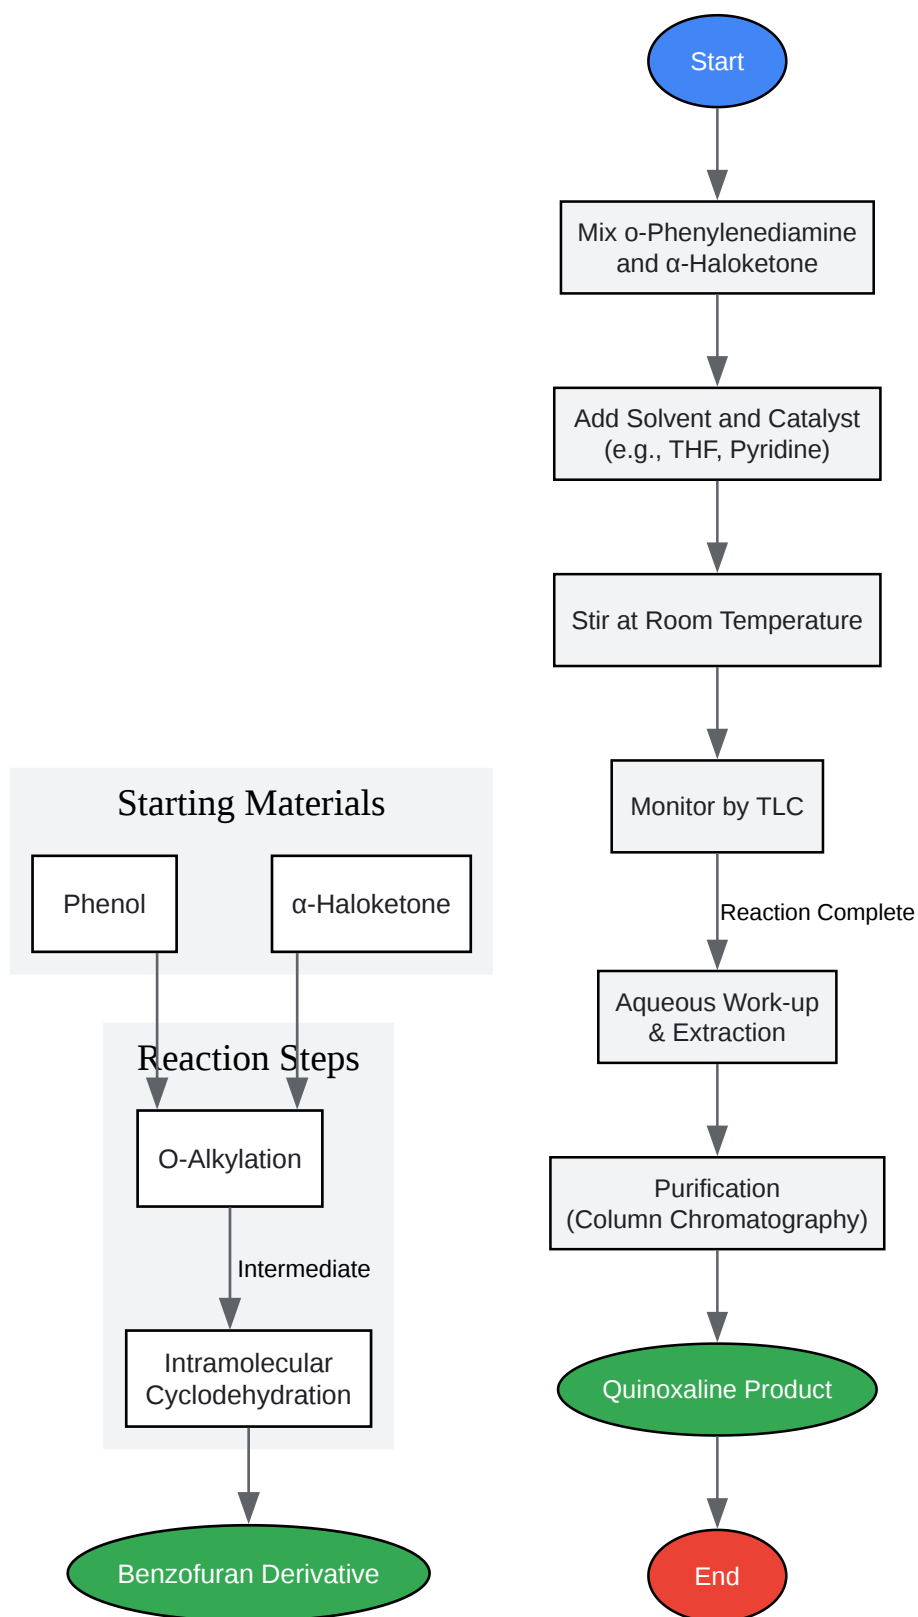 Start
Mix o-Phenylenediamine
and α-Haloketone
Add Solvent and Catalyst
(e.g., THF, Pyridine)
Stir at Room Temperature
Monitor by TLC
Reaction Complete
Aqueous Work-up
& Extraction
Purification
(Column Chromatography)
Quinoxaline Product
End
Starting Materials
Phenol
α-Haloketone
Reaction Steps
O-Alkylation
Intermediate
Intramolecular
Cyclodehydration
Benzofuran Derivative